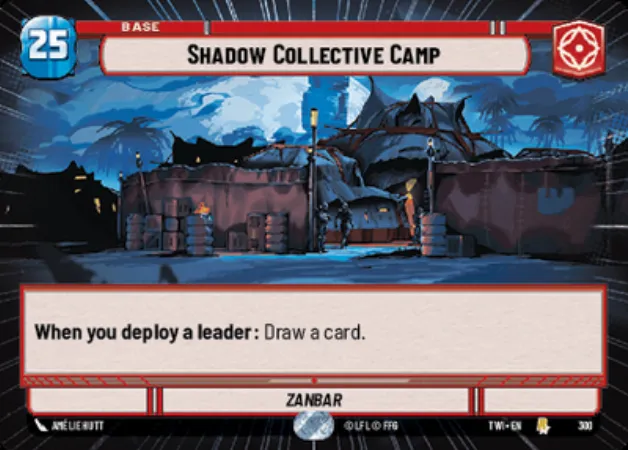 BASE
25
SHADOW COLLECTIVE CAMP
When you deploy a leader: Draw a card.
ZANBAR
AMÉLIE HUTT
© LFL © FFG
TWI • EN
300